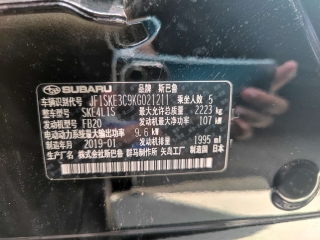 SUBARU 品牌 斯巴鲁
车辆识别代号 JF1SKE3C9KG021211 乘坐人数 5
整车型号 SKE4L1S 最大允许总质量 2223 kg
发动机型号 FB20 发动机最大净功率 107 kW
电动动力系统最大输出功率 9.6 kW
制造年月 2019-01 发动机排量 1995 ml
生产厂名 株式会社斯巴鲁 群马制作所 矢岛工厂 制造国 日本